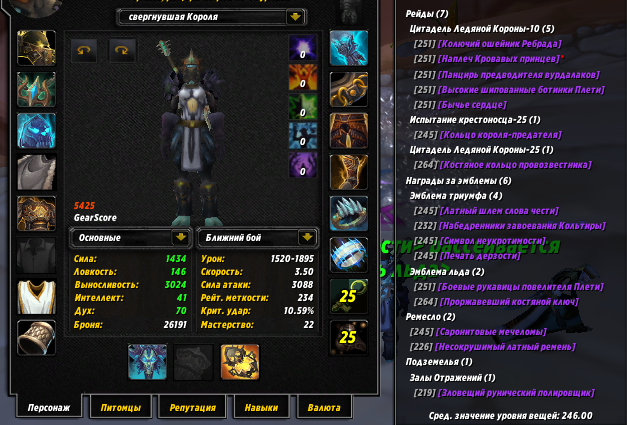 свергнувшая Короля
0
0
0
0
0
5425
GearScore
Основные
Ближний бой
Сила: 1434
Ловкость: 146
Выносливость: 3024
Интеллект: 41
Дух: 70
Броня: 26191
Урон: 1520-1895
Скорость: 3.50
Сила атаки: 3088
Рейт. меткости: 234
Крит. удар: 10.59%
Мастерство: 22
25
25
Персонаж
Питомцы
Репутация
Навыки
Валюта
Рейды (7)
Цитадель Ледяной Короны-10 (5)
[251] [Колючий ошейник Ребрада]
[251] [Наплеч Кровавых принцев]*
[251] [Панцирь предводителя вурдалаков]
[251] [Высокие шипованные ботинки Плети]
[251] [Бычье сердце]
Испытание крестоносца-25 (1)
[245] [Кольцо короля-предателя]
Цитадель Ледяной Короны-25 (1)
[264] [Костяное кольцо провозвестника]
Награды за эмблемы (6)
Эмблема триумфа (4)
[245] [Латный шлем слова чести]
[232] [Набедренники завоевания Кольтиры]
[245] [Символ неукротимости]
[245] [Печать дерзости]
Эмблема льда (2)
[251] [Боевые рукавицы повелителя Плети]
[264] [Проржавевший костяной ключ]
Ремесло (2)
[245] [Саронитовые мечеломы]
[226] [Несокрушимый латный ремень]
Подземелья (1)
Залы Отражений (1)
[219] [Зловещий рунический полировщик]
Сред. значение уровня вещей: 246.00